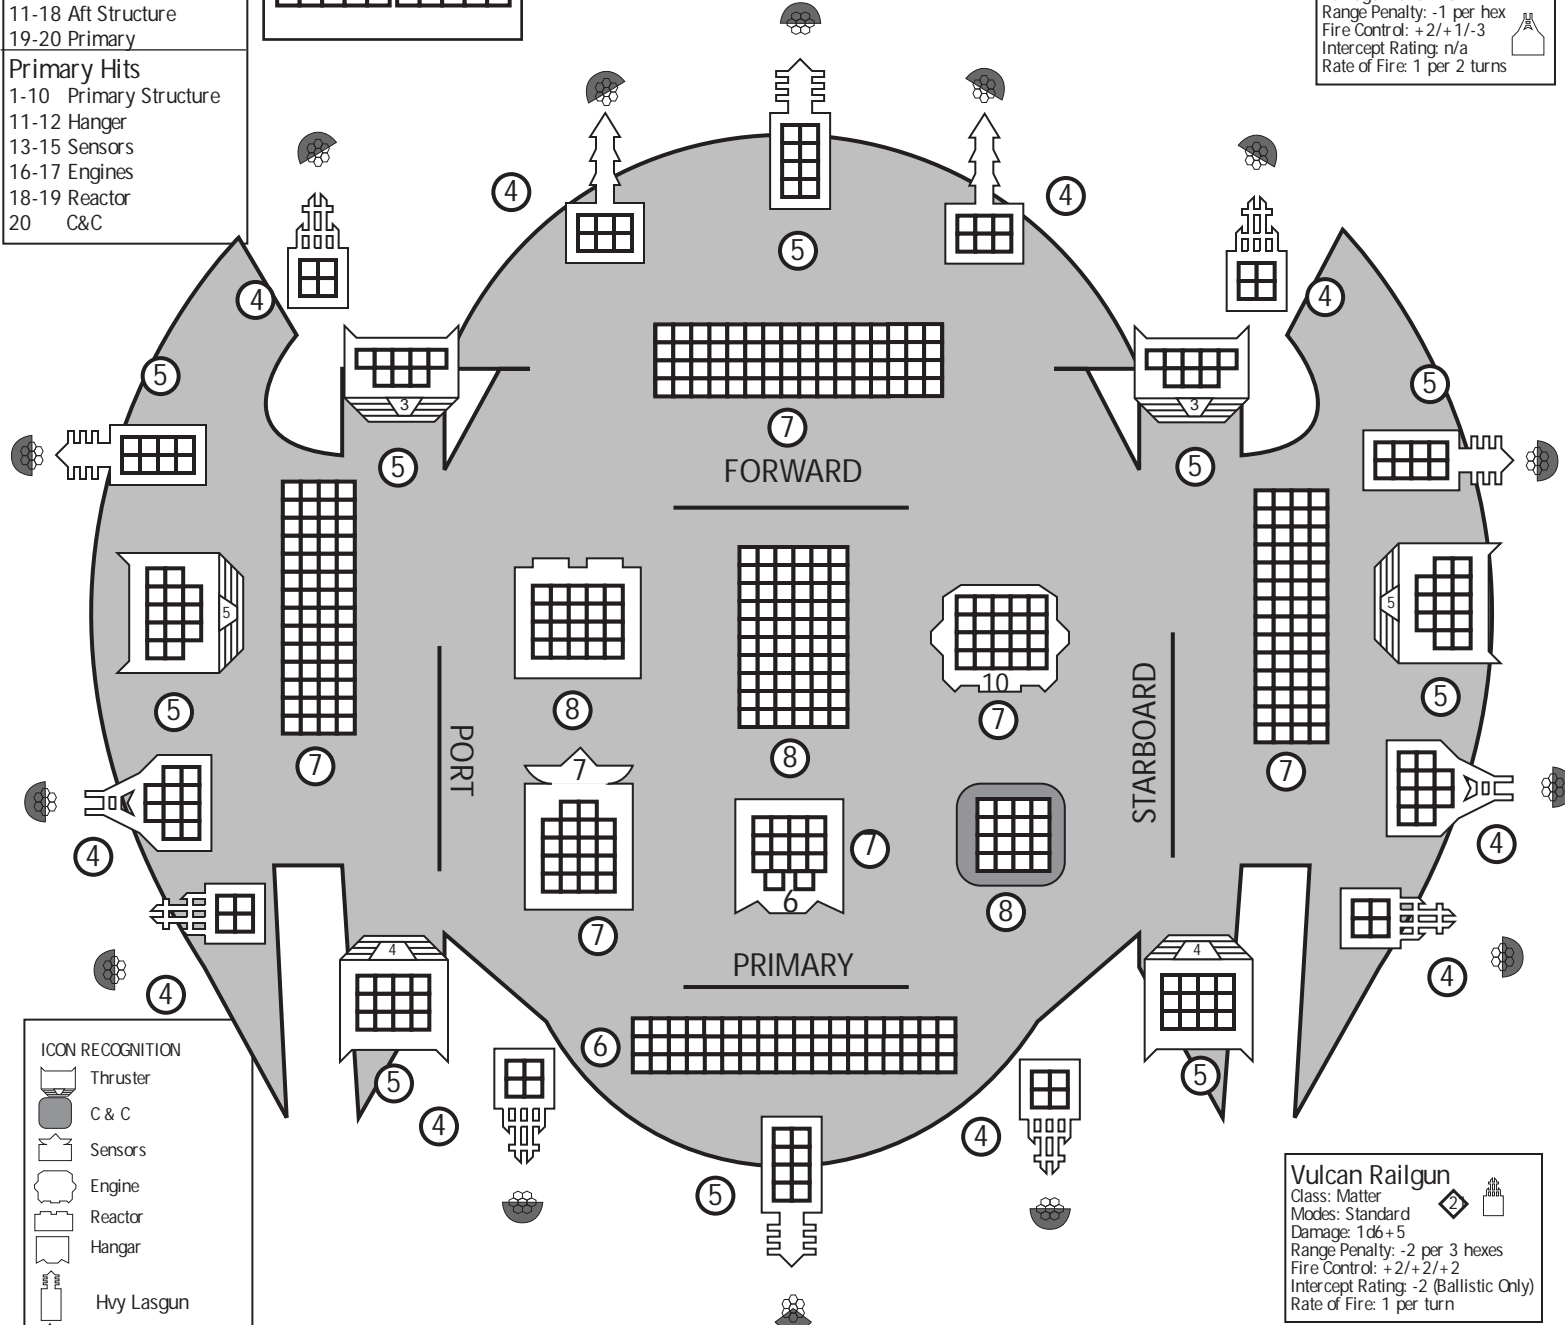 11-18 Aft Structure
19-20 Primary
Primary Hits
1-10 Primary Structure
11-12 Hanger
13-15 Sensors
16-17 Engines
18-19 Reactor
20 C&C
Range Penalty: -1 per hex
Fire Control: +2/+1/-3
Intercept Rating: n/a
Rate of Fire: 1 per 2 turns
4
4
5
4
4
5
5
3
3
7
5
5
FORWARD
5
5
10
5
8
7
5
7
8
7
PORT
STARBOARD
7
7
4
7
4
6
8
7
4
4
PRIMARY
4
4
6
5
5
4
4
5
ICON RECOGNITION
Thruster
C & C
Sensors
Engine
Reactor
Hangar
Hvy Lasgun
Vulcan Railgun
Class: Matter
2
Modes: Standard
Damage: 1d6+5
Range Penalty: -2 per 3 hexes
Fire Control: +2/+2/+2
Intercept Rating: -2 (Ballistic Only)
Rate of Fire: 1 per turn